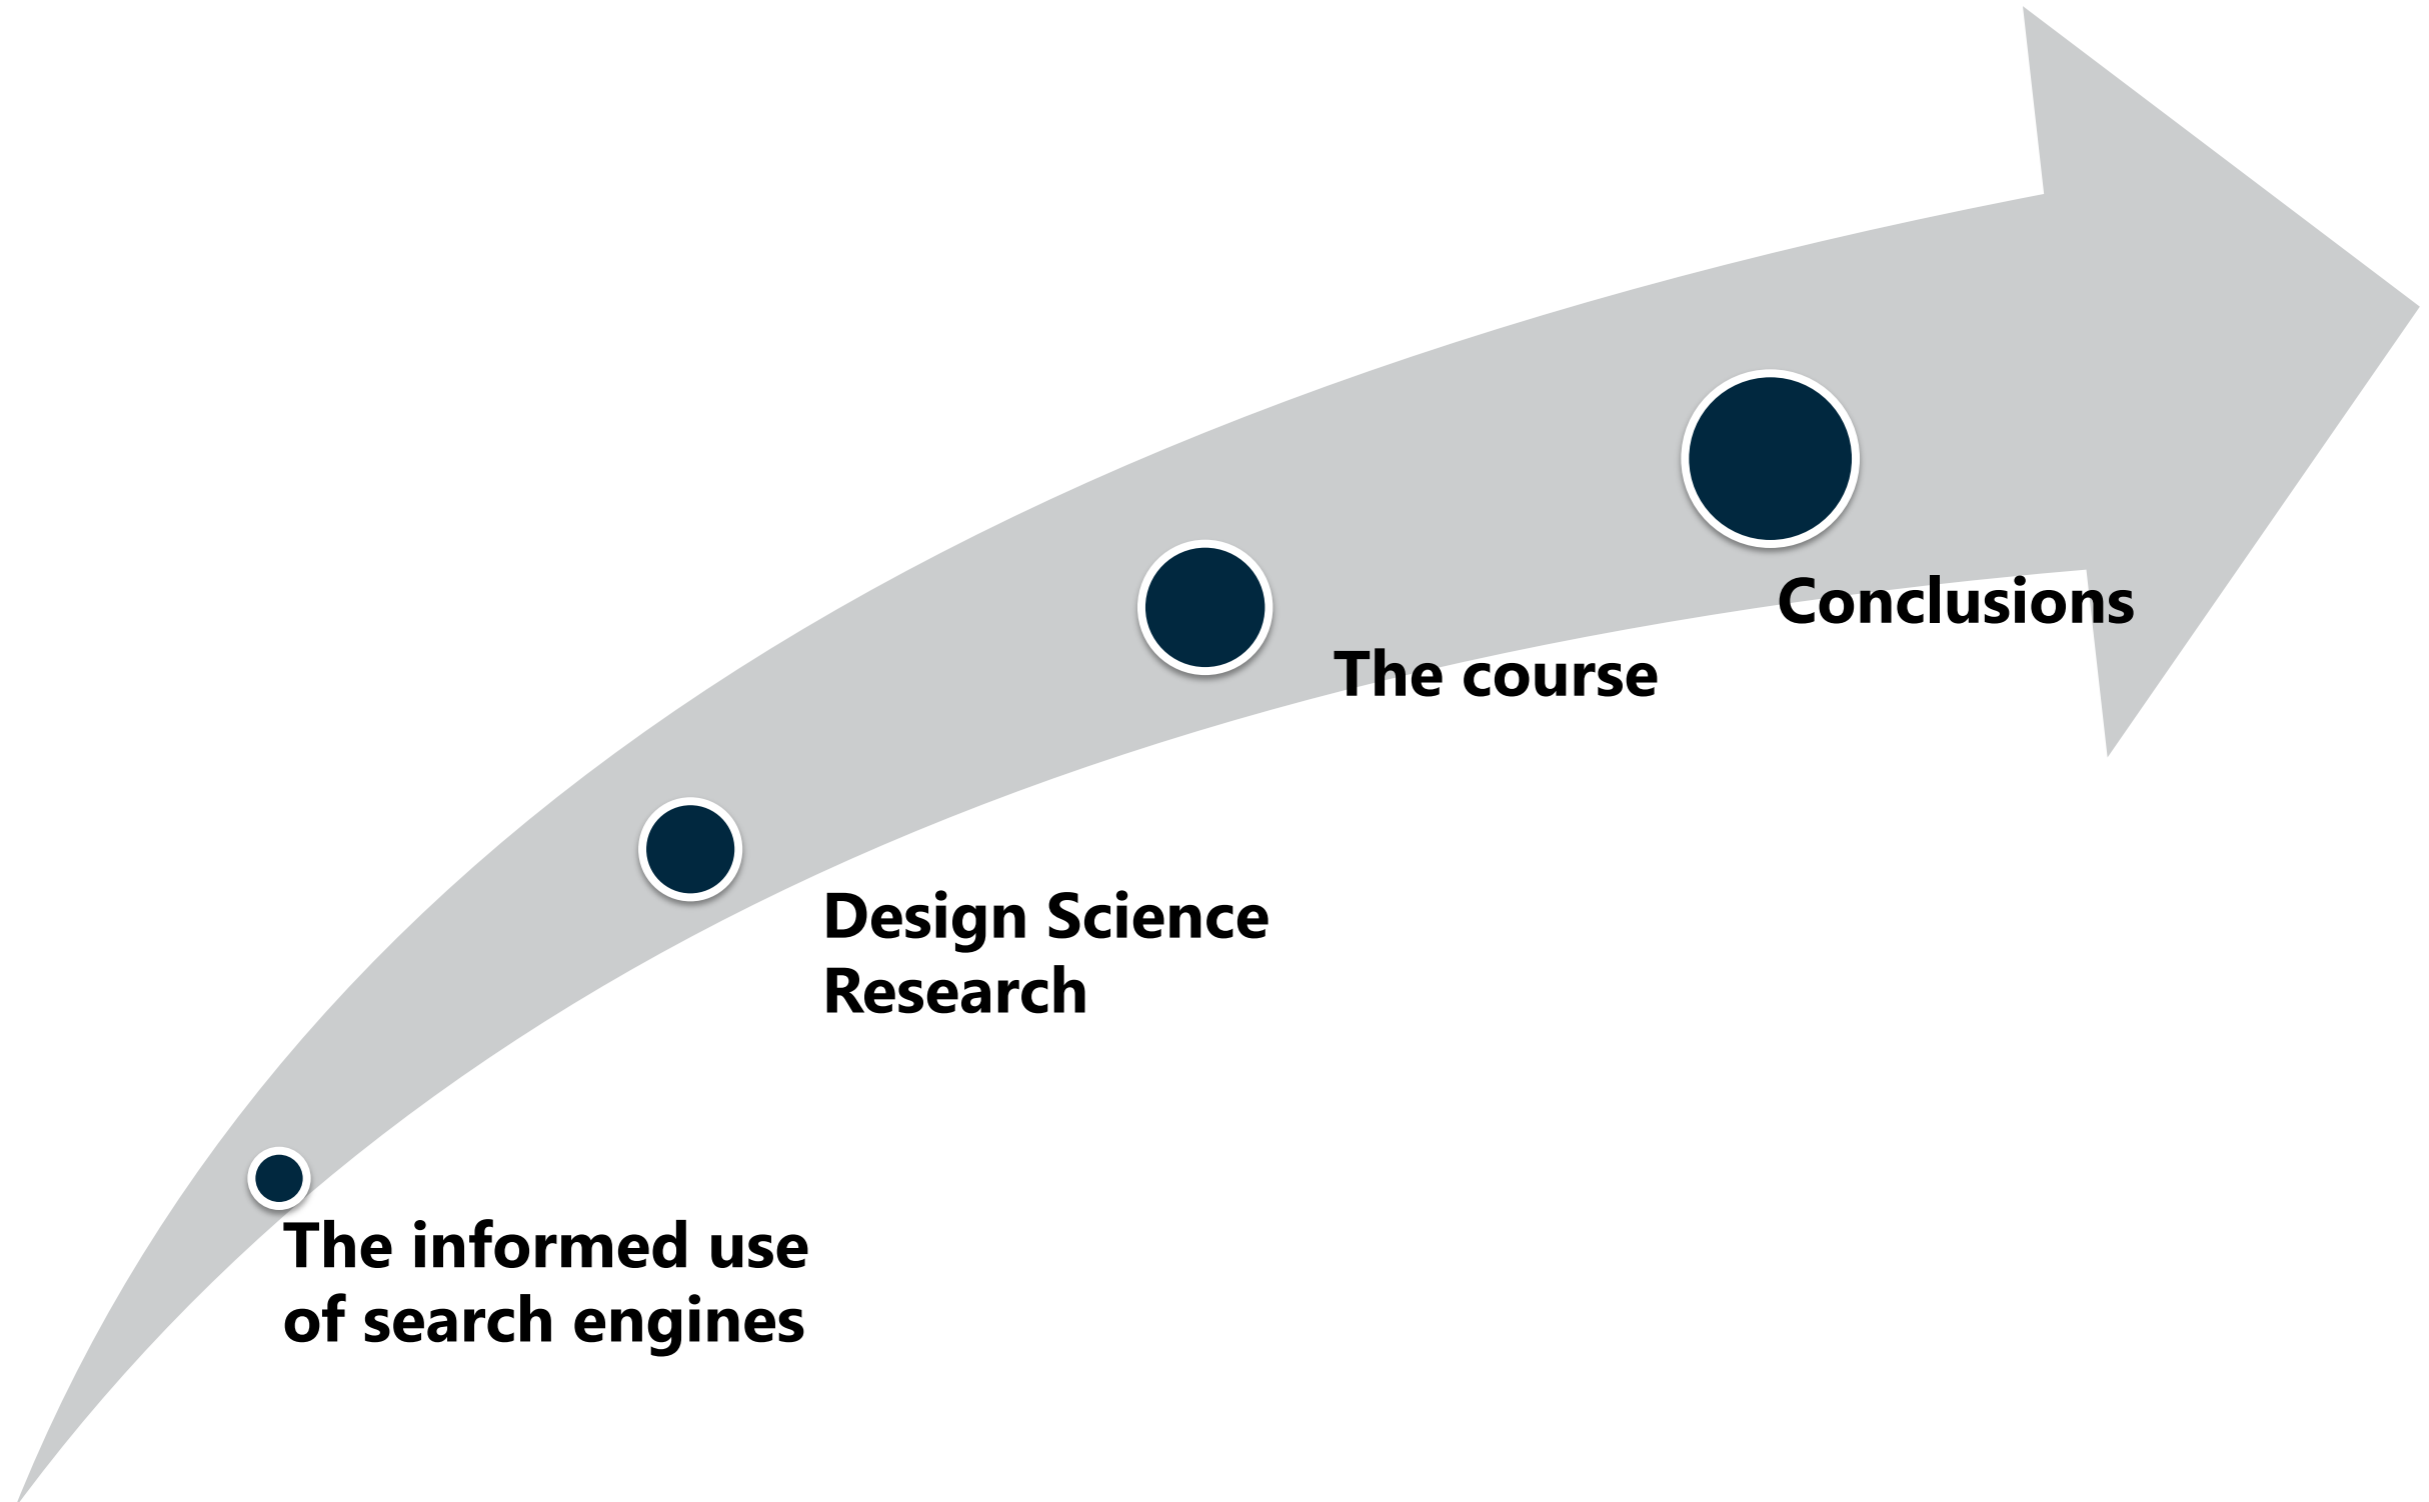 The informed use
of search engines
Design Science
Research
The course
Conclusions